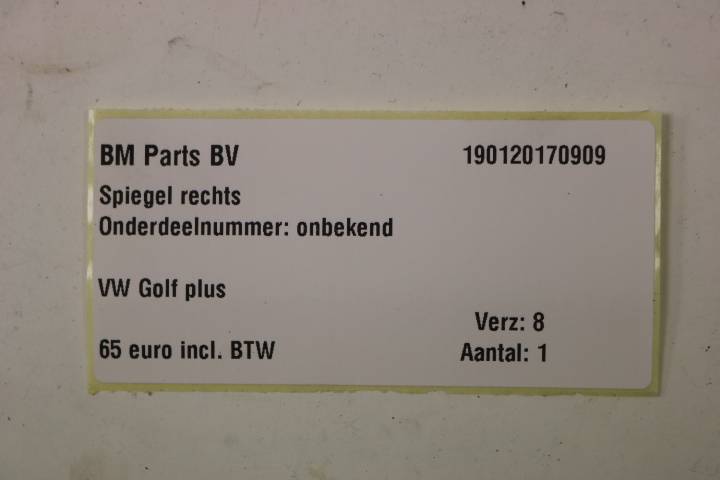 BM Parts BV 190120170909
Spiegel rechts
Onderdeelnummer: onbekend
VW Golf plus
Verz: 8
65 euro incl. BTW Aantal: 1